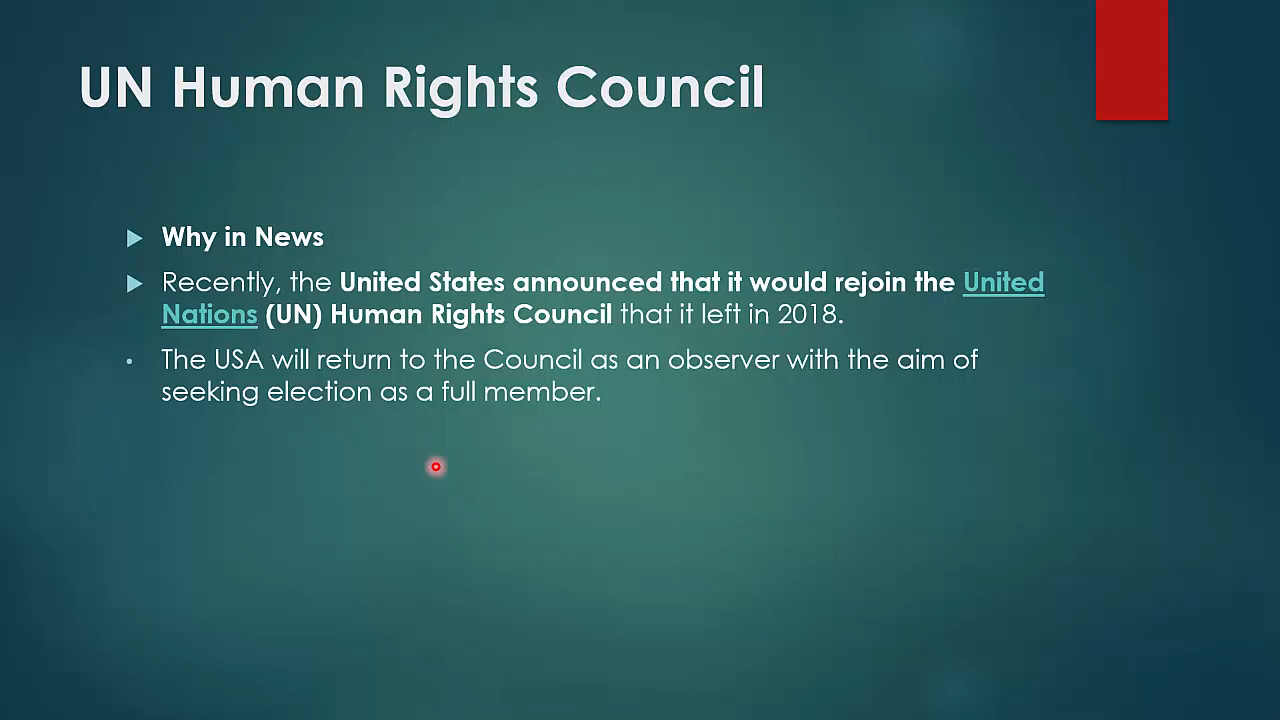 UN Human Rights Council
Why in News
Recently, the United States announced that it would rejoin the United
Nations (UN) Human Rights Council that it left in 2018.
The USA will return to the Council as an observer with the aim of
seeking election as a full member.